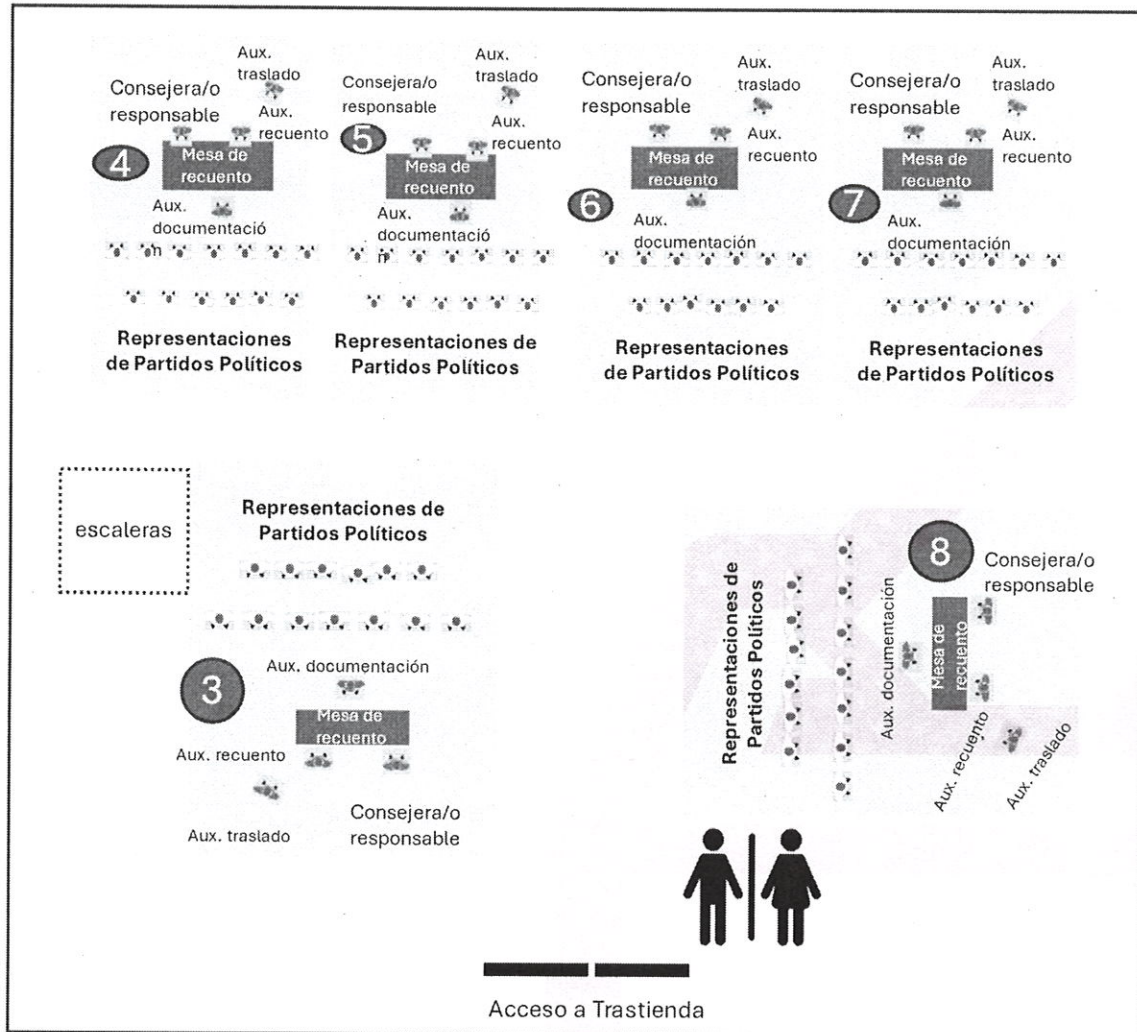 Consejera/o
responsable
Aux.
traslado
Aux.
recuento
4
Mesa de
recuento
Aux.
documentació
n
Representaciones
de Partidos Políticos
Consejera/o
responsable
Aux.
traslado
Aux.
recuento
5
Mesa de
recuento
Aux.
documentació
n
Representaciones de
Partidos Políticos
Consejera/o
responsable
Aux.
traslado
Aux.
recuento
Mesa de
recuento
6
Aux.
documentación
Representaciones
de Partidos Políticos
Consejera/o
responsable
Aux.
traslado
Aux.
recuento
Mesa de
recuento
7
Aux.
documentación
Representaciones
de Partidos Políticos
escaleras
Representaciones de
Partidos Políticos
Aux. documentación
3
Mesa de
recuento
Aux. recuento
Aux. traslado
Consejera/o
responsable
Representaciones de
Partidos Políticos
Aux. documentación
8
Consejera/o
responsable
Mesa de
recuento
Aux. recuento
Aux. traslado
Acceso a Trastienda